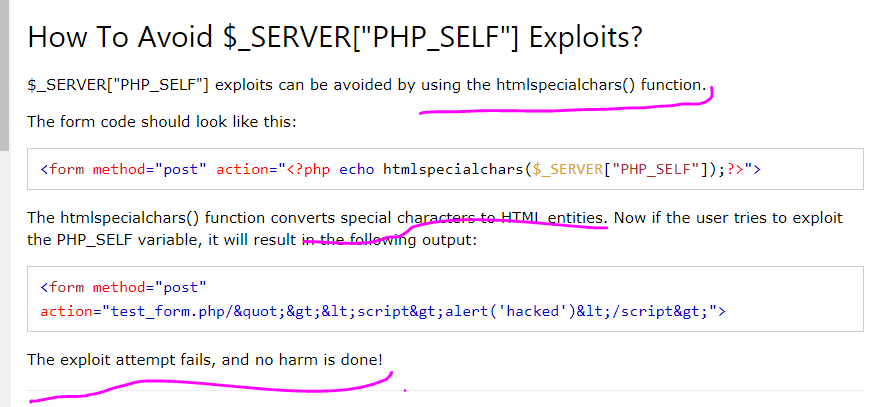 How To Avoid $_SERVER["PHP_SELF"] Exploits?
$_SERVER["PHP_SELF"] exploits can be avoided by using the htmlspecialchars() function.
The form code should look like this:
<form method="post" action="<?php echo htmlspecialchars($_SERVER["PHP_SELF"]);?>">
The htmlspecialchars() function converts special characters to HTML entities. Now if the user tries to exploit
the PHP_SELF variable, it will result in the following output:
<form method="post"
action="test_form.php/&quot;&gt;&lt;script&gt;alert('hacked')&lt;/script&gt;">
The exploit attempt fails, and no harm is done!